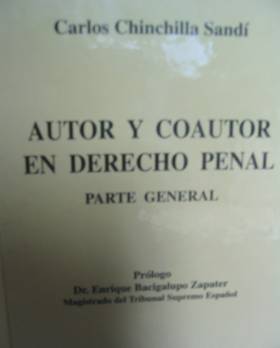 Carlos Chinchilla Sandí
AUTOR Y COAUTOR
EN DERECHO PENAL
PARTE GENERAL
Prólogo
Dr. Enrique Bacigalupo Zapater
Magistrado del Tribunal Supremo Español